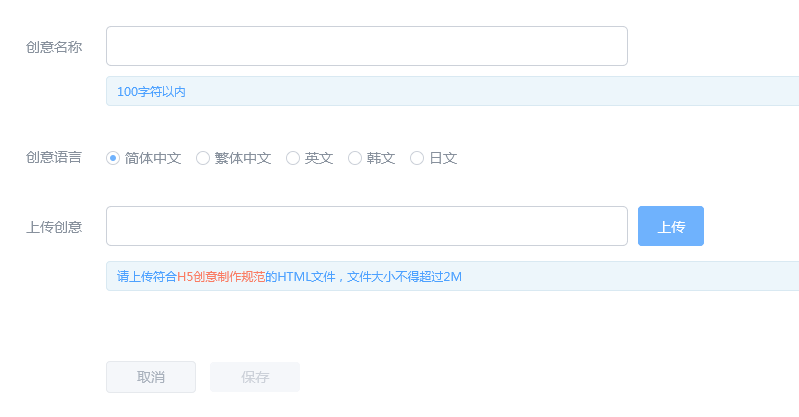 创意名称
100字符以内
创意语言 简体中文 繁体中文 英文 韩文 日文
上传创意 上传
请上传符合H5创意制作规范的HTML文件，文件大小不得超过2M
取消 保存